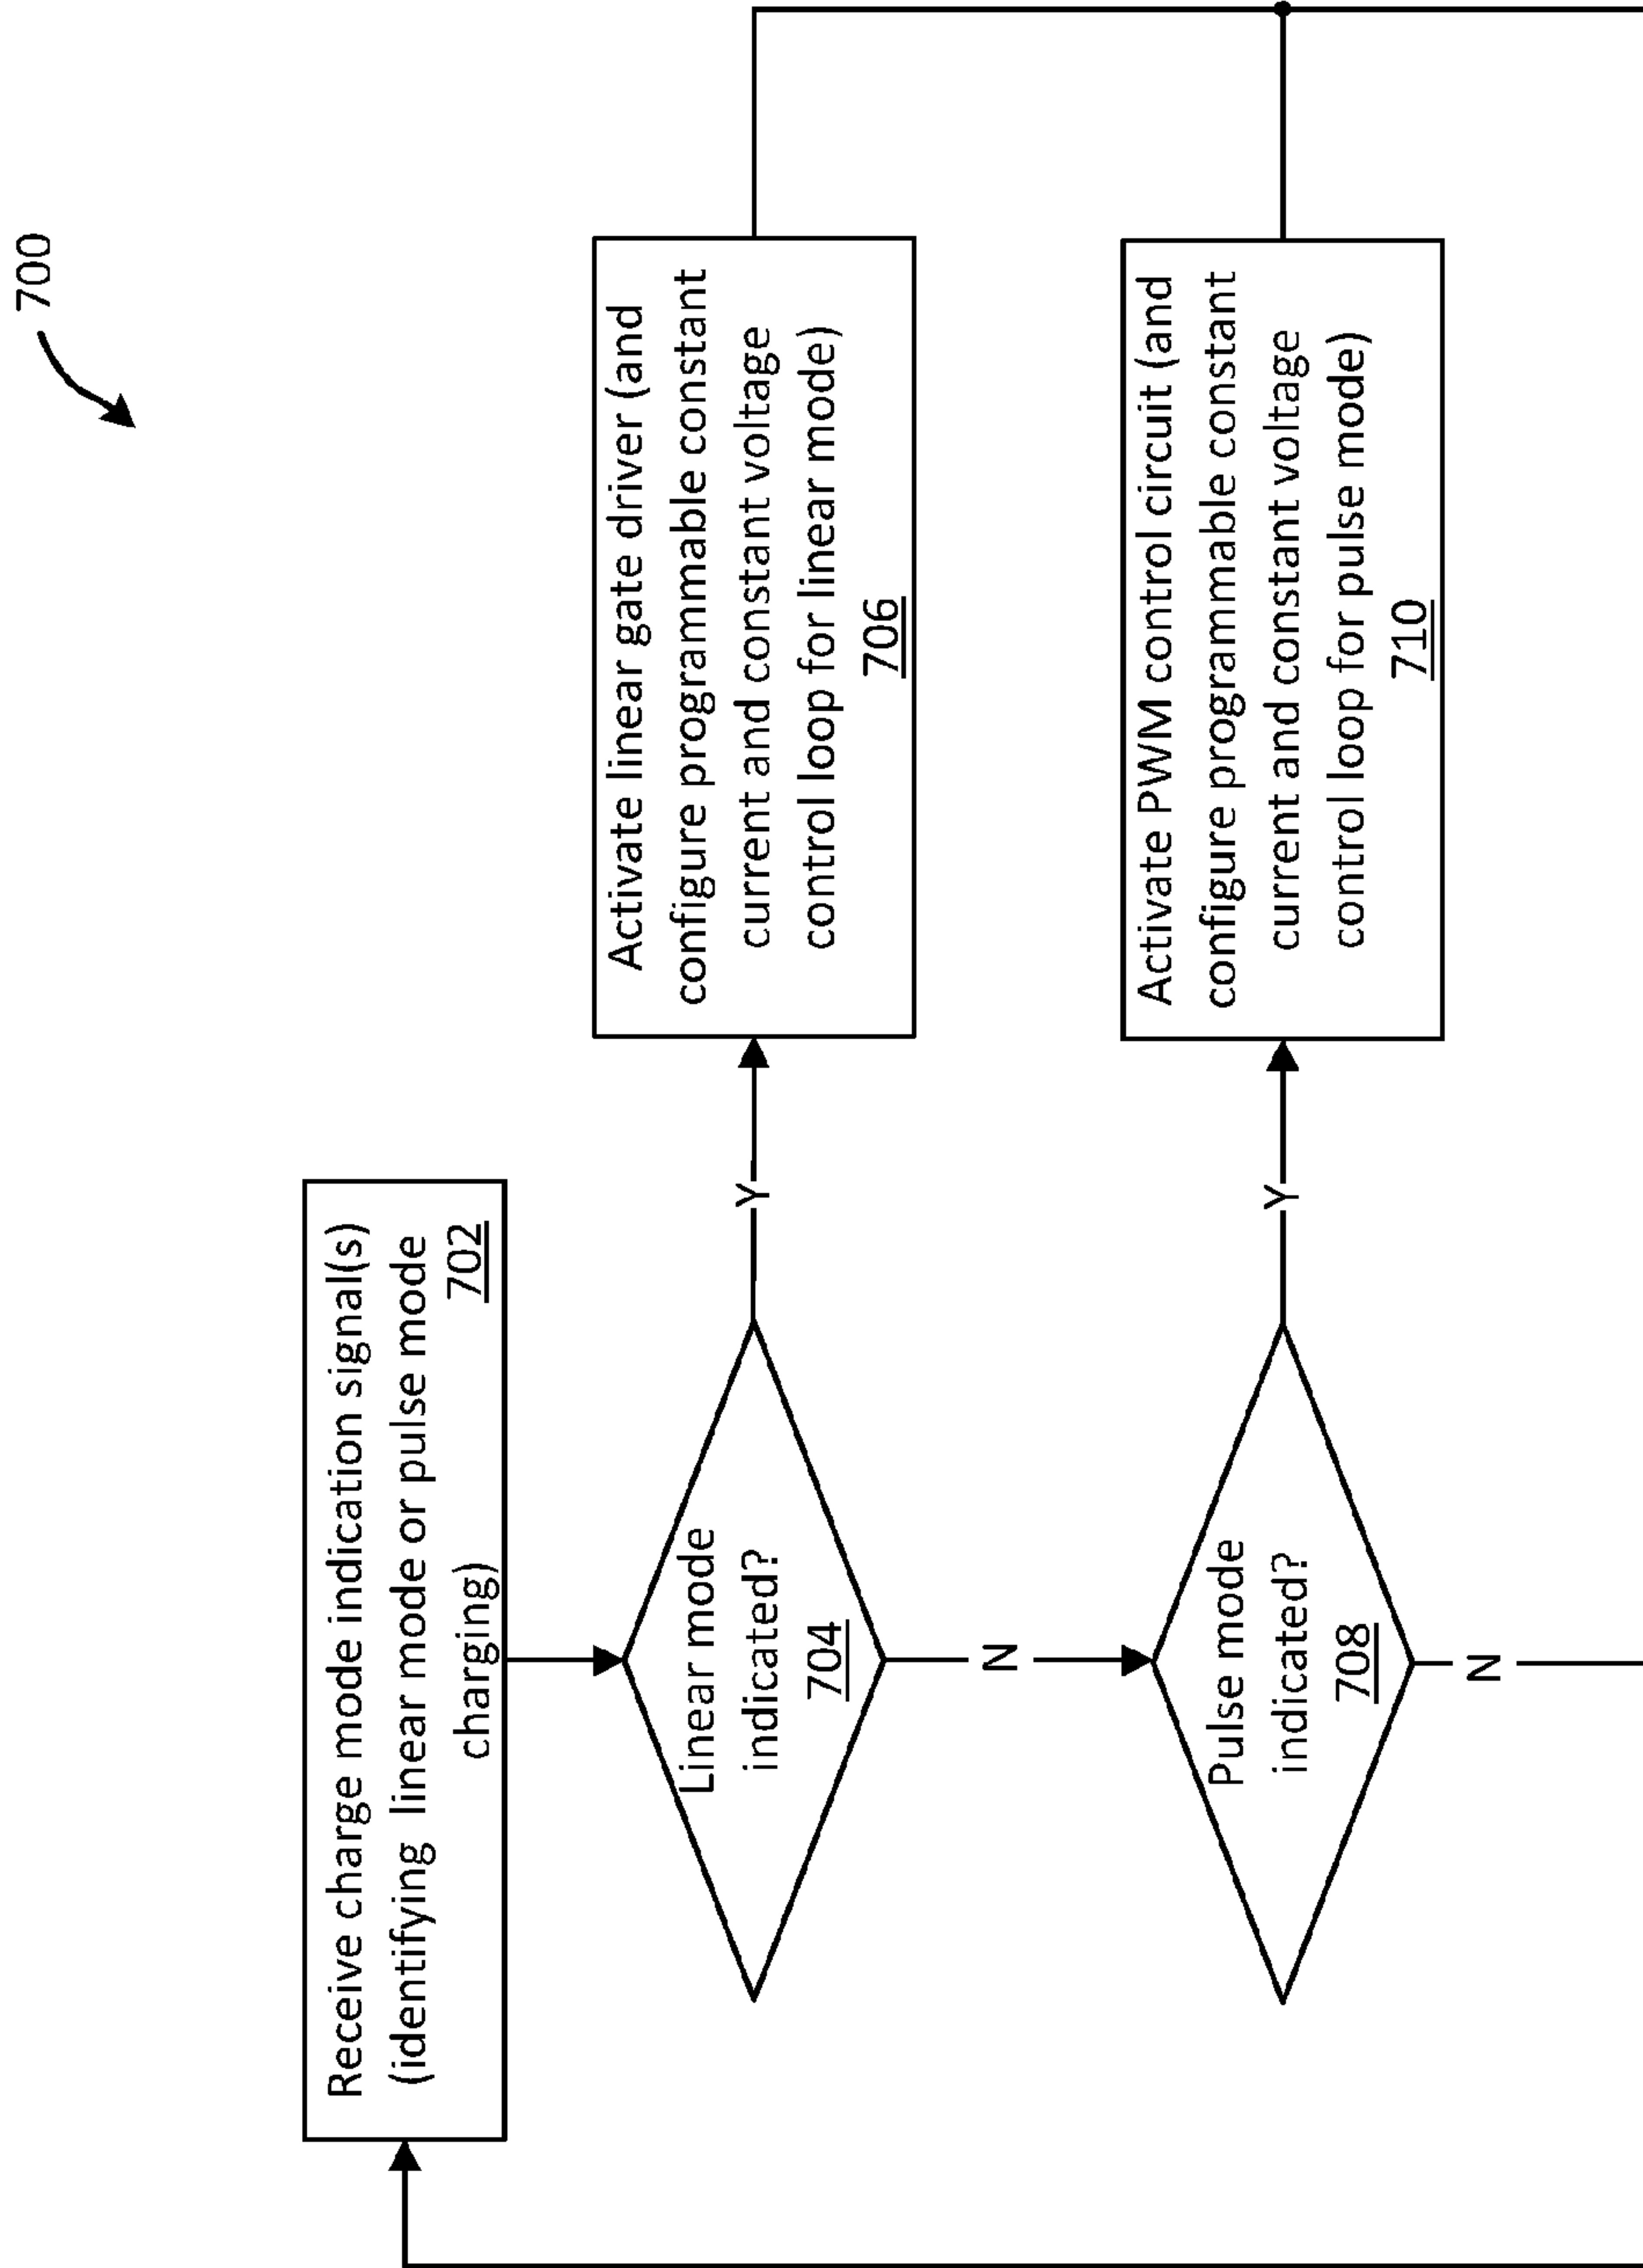 700
Receive charge mode indication signal(s)
(identifying linear mode or pulse mode
charging)
702
Linear mode
indicated?
704
Y
Activate linear gate driver (and
configure programmable constant
current and constant voltage
control loop for linear mode)
706
N
Pulse mode
indicated?
708
Y
Activate PWM control circuit (and
configure programmable constant
current and constant voltage
control loop for pulse mode)
710
N